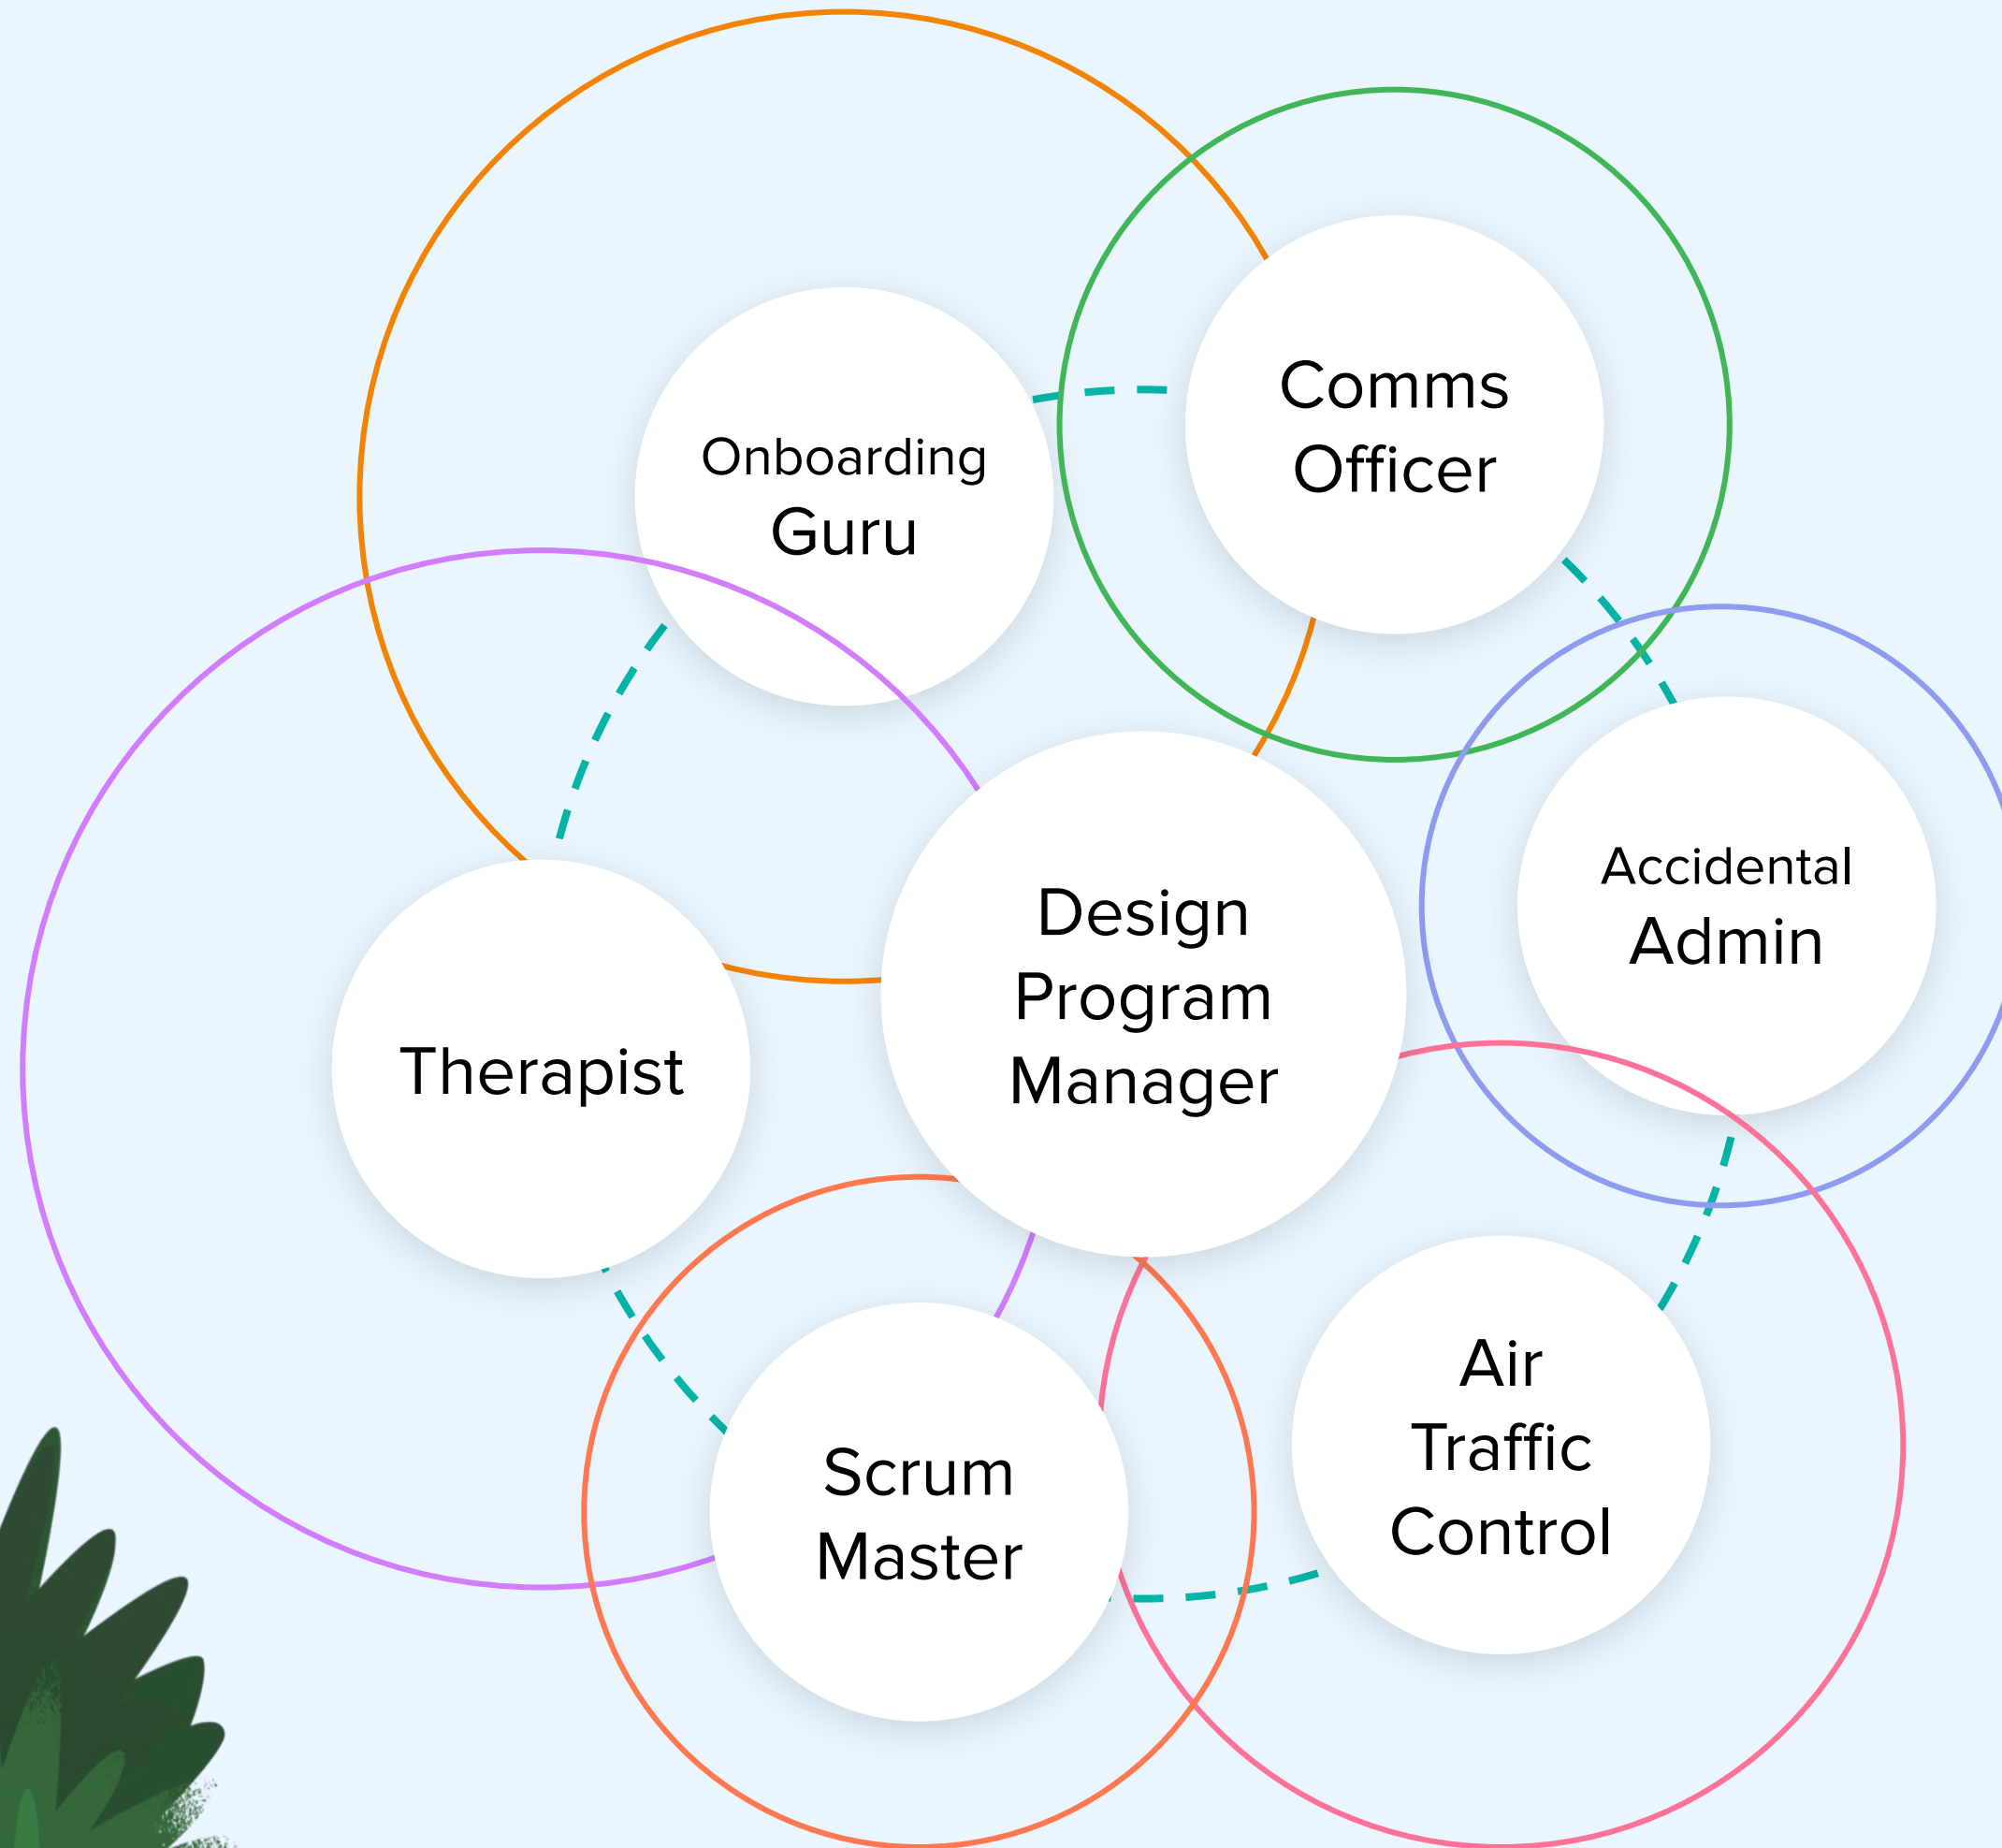 Comms
Officer
Onboarding
Guru
Accidental
Admin
Design
Program
Manager
Therapist
Air
Traffic
Control
Scrum
Master